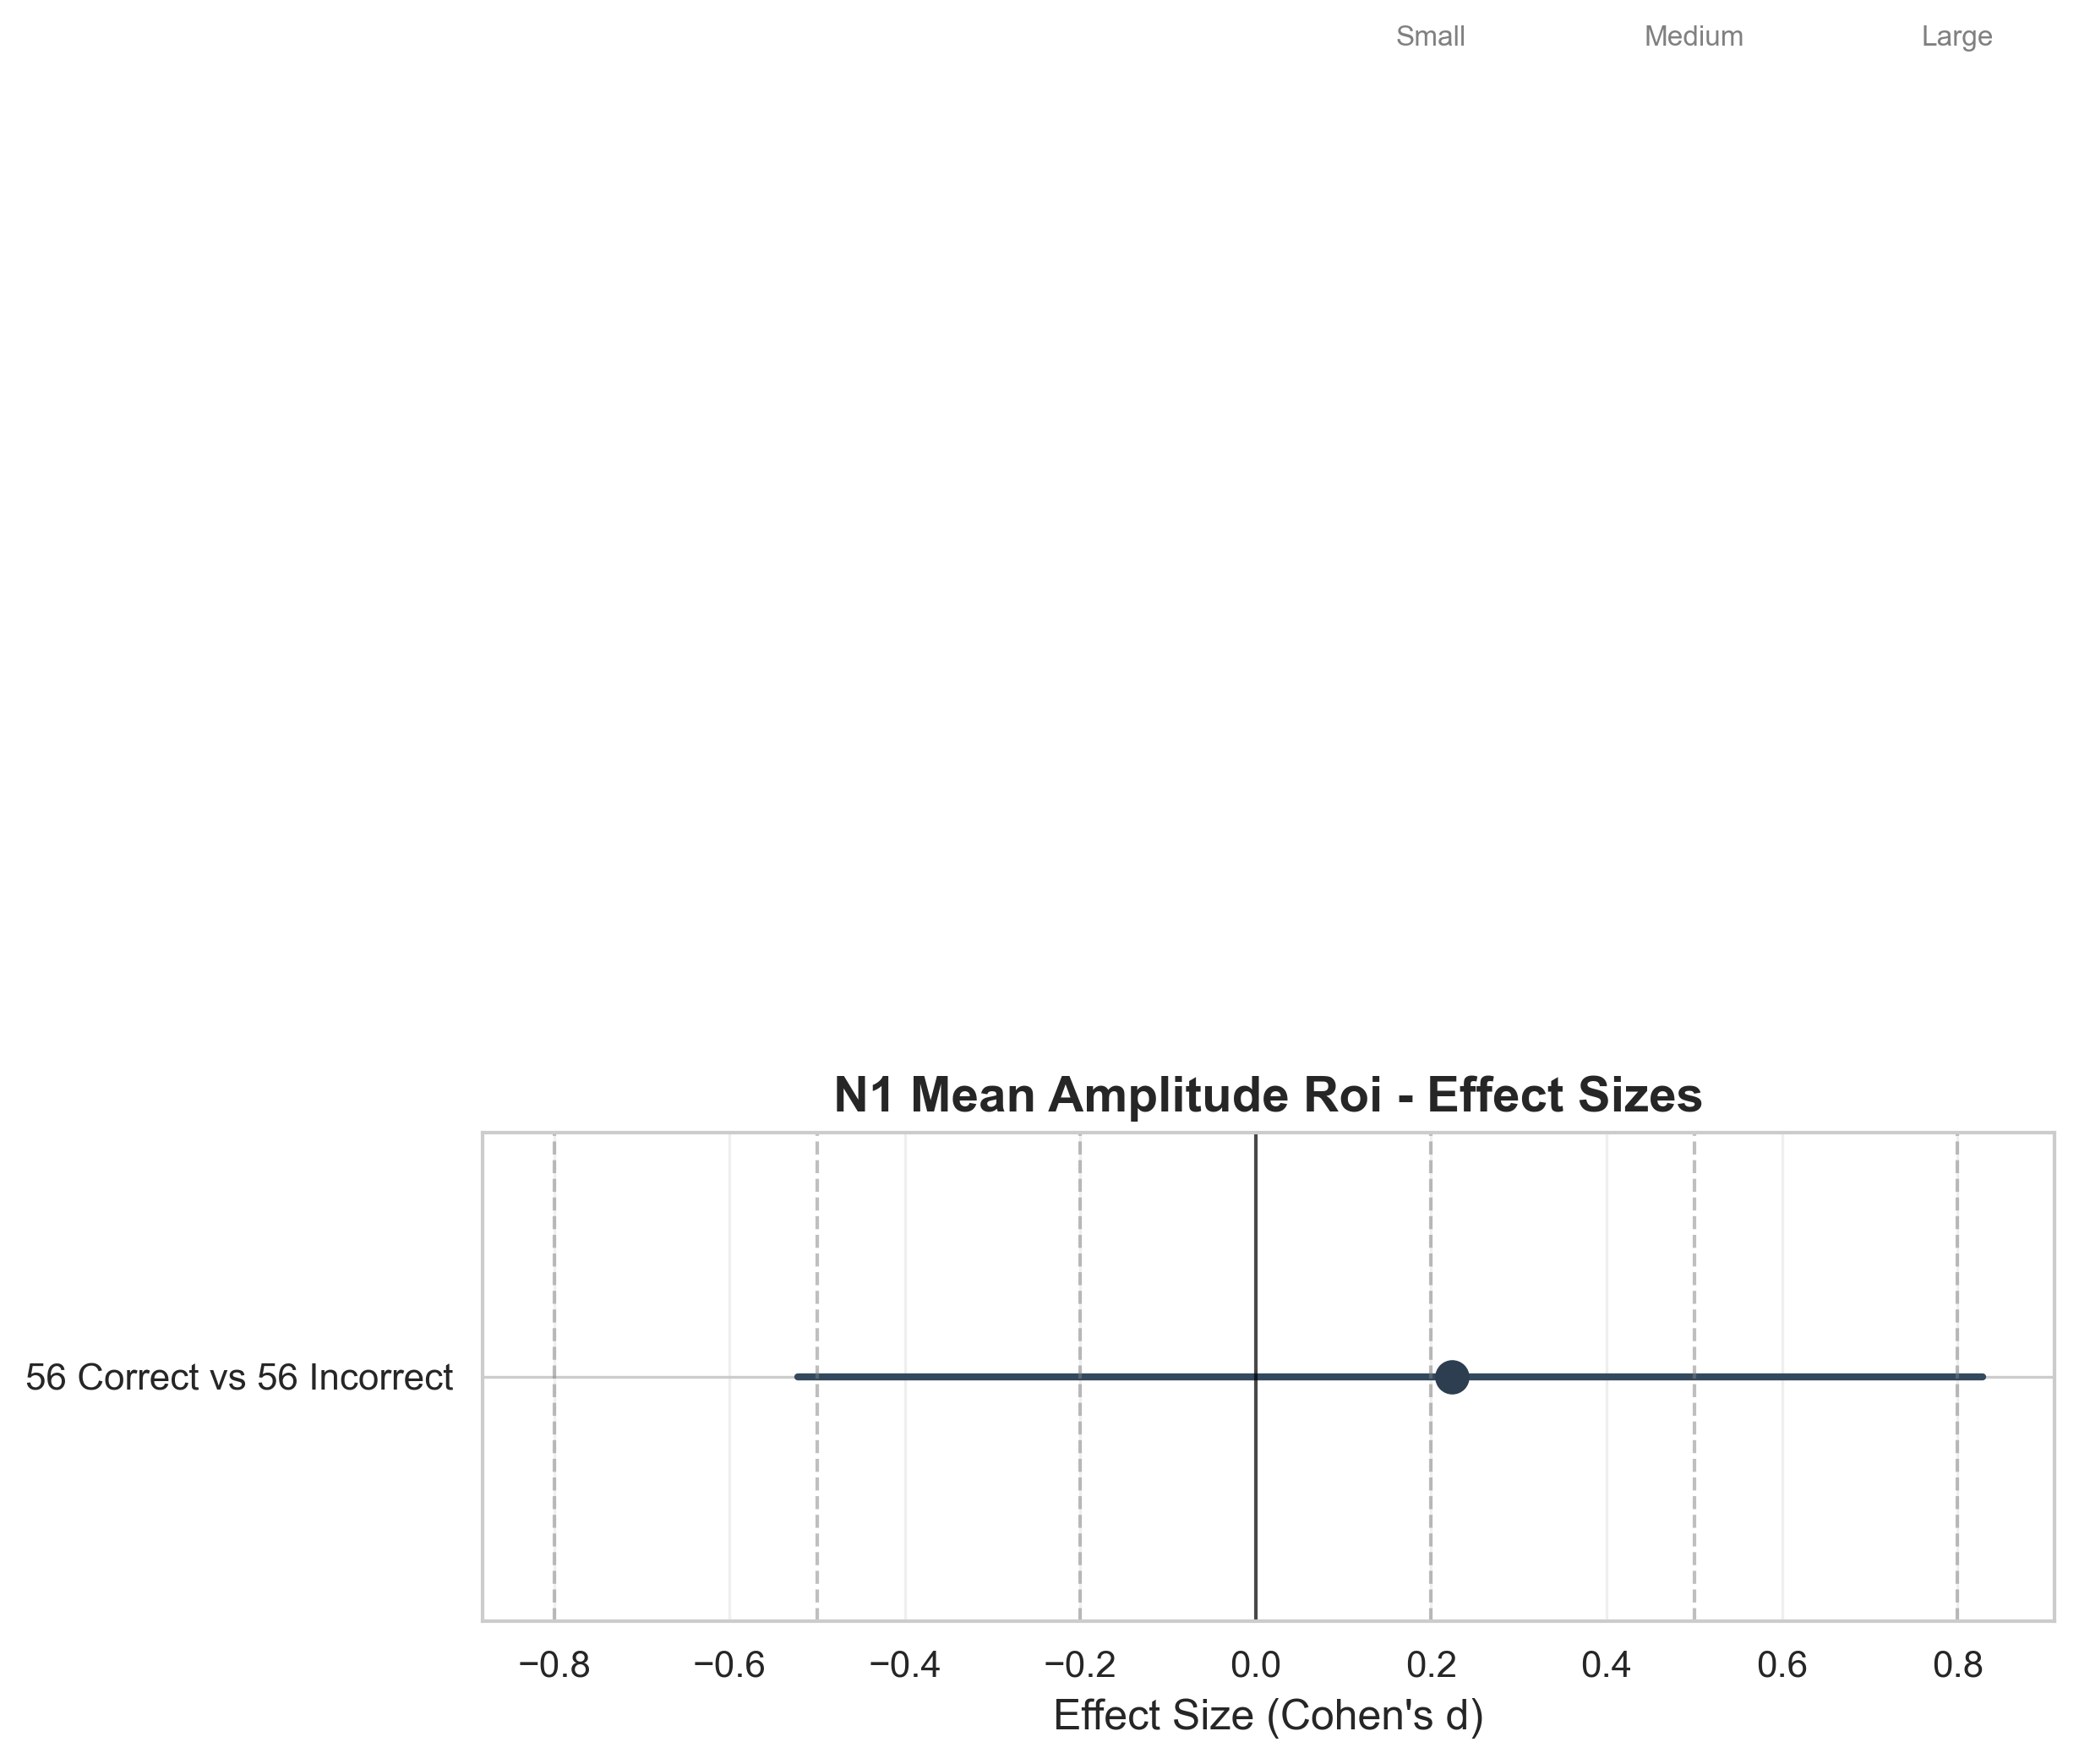 Small Medium Large
N1 Mean Amplitude Roi - Effect Sizes
56 Correct vs 56 Incorrect
−0.8 −0.6 −0.4 −0.2 0.0 0.2 0.4 0.6 0.8
Effect Size (Cohen's d)